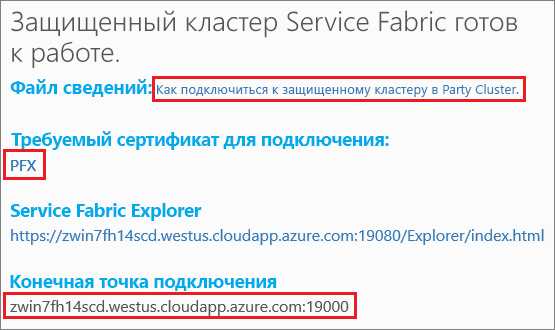 Защищенный кластер Service Fabric готов
к работе.
Файл сведений: Как подключиться к защищенному кластеру в Party Cluster.
Требуемый сертификат для подключения:
PFX
Service Fabric Explorer
https://zwin7fh14scd.westus.cloudapp.azure.com:19080/Explorer/index.html
Конечная точка подключения
zwin7fh14scd.westus.cloudapp.azure.com:19000